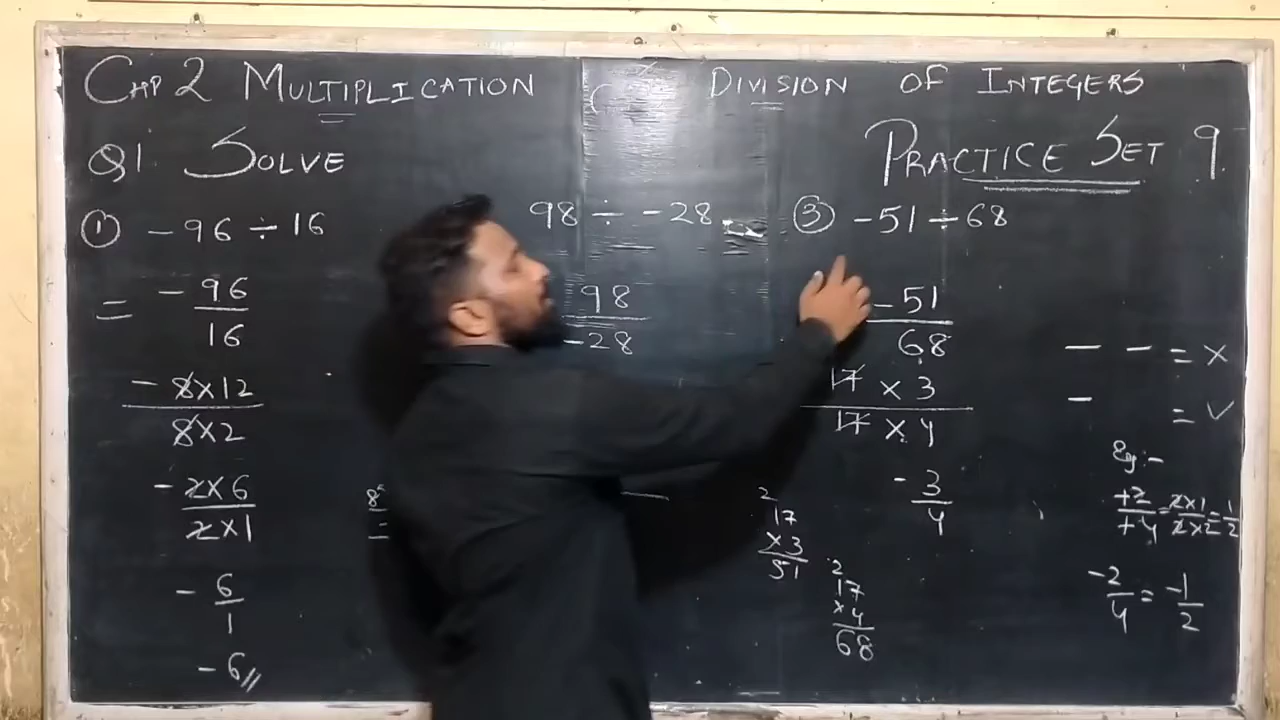 CHP 2 MULTIPLICATION DIVISION OF INTEGERS
Q1 SOLVE
PRACTICE SET 9
① -96 ÷ 16
= -96/16
-8×12/8×2
-2×6/2×1
-6/1
-6//
98 ÷ -28
98/-28
③ -51 ÷ 68
-51/68
17 × 3/17 × 4
-3/4
2
17
×3
51
2
17
×4
68
- - = ×
- = ✓
Eg:-
+2/+4 = 2×1/2×2 = 1/2
-2/4 = -1/2